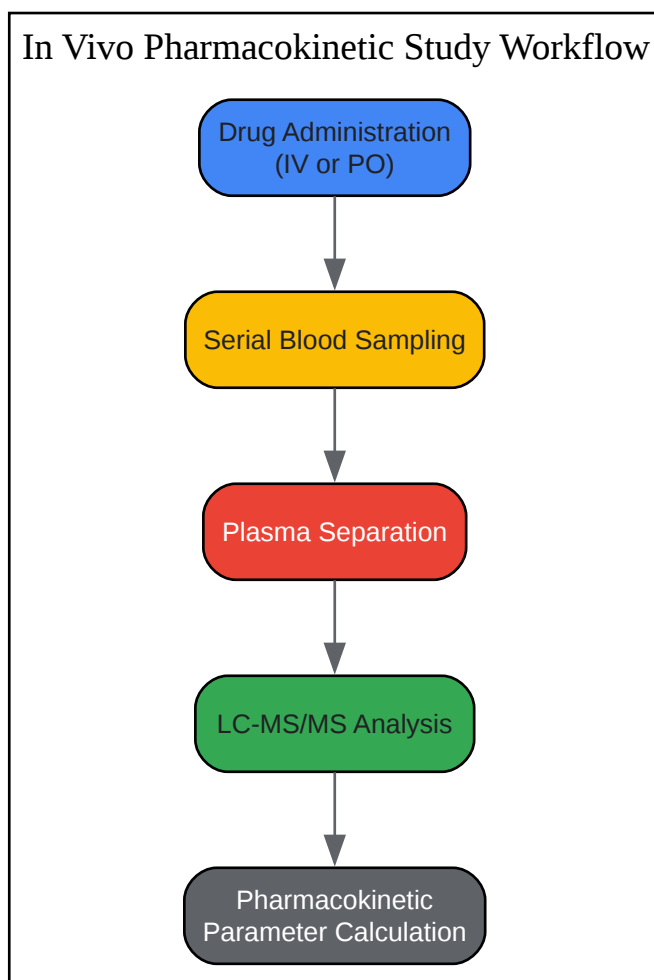 In Vivo Pharmacokinetic Study Workflow
Drug Administration
(IV or PO)
Serial Blood Sampling
Plasma Separation
LC-MS/MS Analysis
Pharmacokinetic
Parameter Calculation